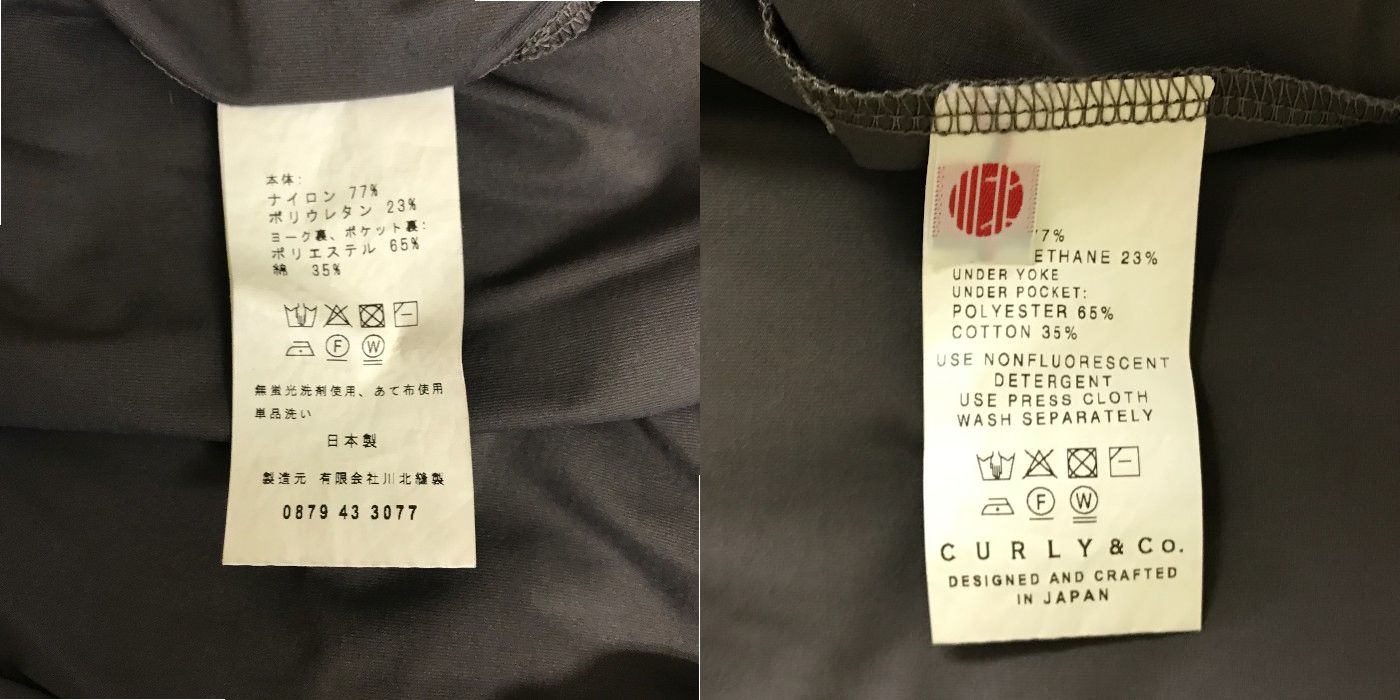 本体:
ナイロン 77%
ポリウレタン 23%
ヨーク裏、ポケット裏:
ポリエステル 65%
綿 35%
F W
無蛍光洗剤使用、あて布使用
単品洗い
日本製
製造元 有限会社川北縫製
0879 43 3077
77%
ETHANE 23%
UNDER YOKE
UNDER POCKET:
POLYESTER 65%
COTTON 35%
USE NONFLUORESCENT
DETERGENT
USE PRESS CLOTH
WASH SEPARATELY
F W
CURLY & Co.
DESIGNED AND CRAFTED
IN JAPAN